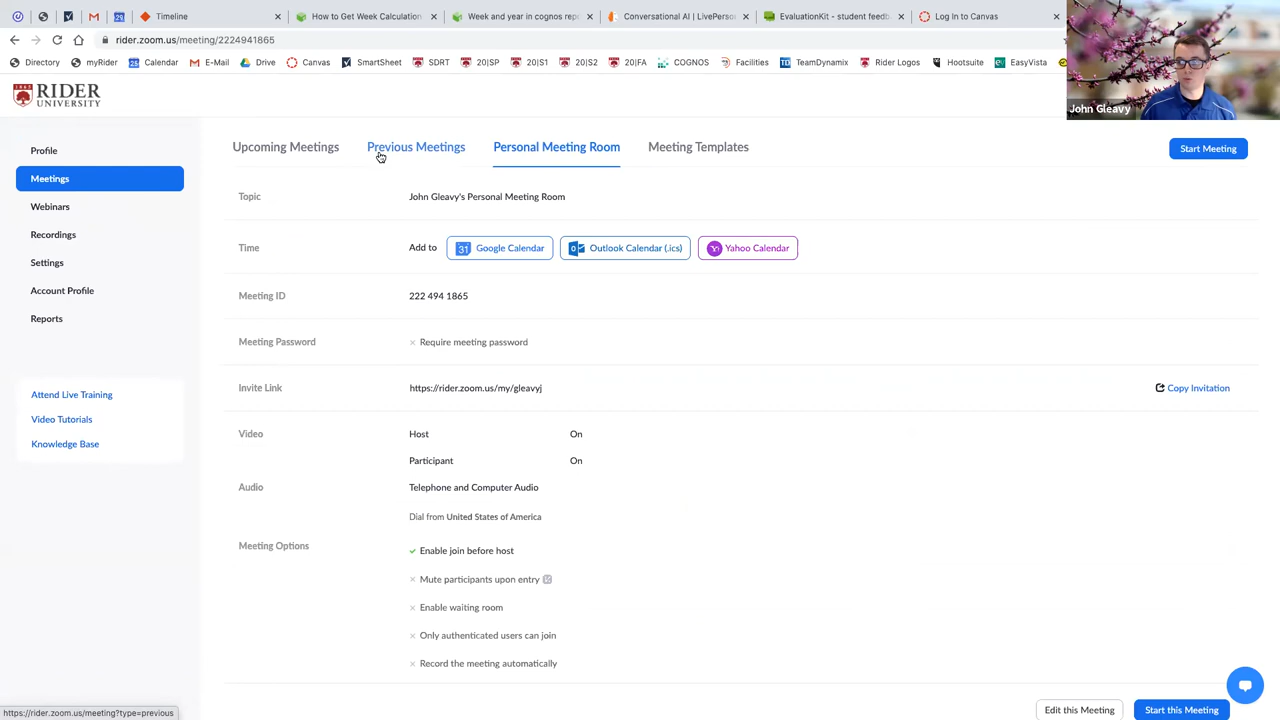 Timeline
How to Get Week Calculation
Week and year in cognos rep
Conversational AI | LivePerson
EvaluationKit - student feedb
Log In to Canvas
rider.zoom.us/meeting/2224941865
Directory
myRider
Calendar
E-Mail
Drive
Canvas
SmartSheet
SDRT
20|SP
20|S1
20|S2
20|FA
COGNOS
Facilities
TeamDynamix
Rider Logos
Hootsuite
EasyVista
John Gleavy
RIDER
UNIVERSITY
Profile
Meetings
Webinars
Recordings
Settings
Account Profile
Reports
Attend Live Training
Video Tutorials
Knowledge Base
Upcoming Meetings
Previous Meetings
Personal Meeting Room
Meeting Templates
Start Meeting
Topic
John Gleavy's Personal Meeting Room
Time
Add to
Google Calendar
Outlook Calendar (.ics)
Yahoo Calendar
Meeting ID
222 494 1865
Meeting Password
Require meeting password
Invite Link
https://rider.zoom.us/my/gleavyj
Copy Invitation
Video
Host
On
Participant
On
Audio
Telephone and Computer Audio
Dial from United States of America
Meeting Options
Enable join before host
Mute participants upon entry
Enable waiting room
Only authenticated users can join
Record the meeting automatically
Edit this Meeting
Start this Meeting
https://rider.zoom.us/meeting?type=previous